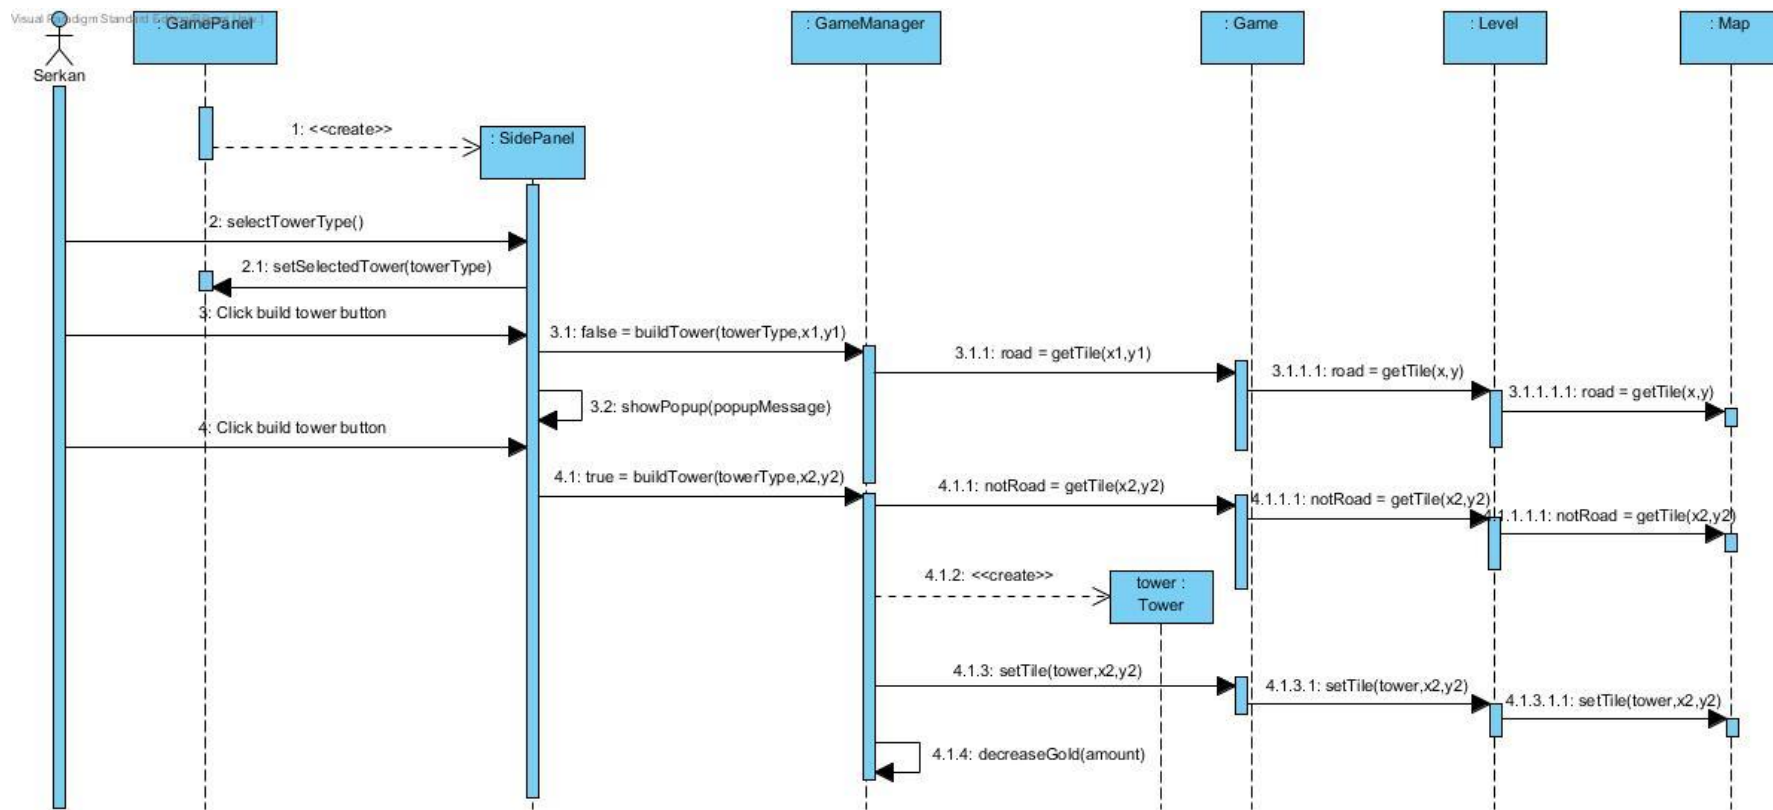 Visual Paradigm Standard
Serkan
: GamePanel
: GameManager
: Game
: Level
: Map
1: <<create>>
: SidePanel
2: selectTowerType()
2.1: setSelectedTower(towerType)
3: Click build tower button
3.1: false = buildTower(towerType,x1,y1)
3.1.1: road = getTile(x1,y1)
3.1.1.1: road = getTile(x,y)
3.1.1.1.1: road = getTile(x,y)
3.2: showPopup(popupMessage)
4: Click build tower button
4.1: true = buildTower(towerType,x2,y2)
4.1.1: notRoad = getTile(x2,y2)
4.1.1.1: notRoad = getTile(x2,y2)
4.1.1.1.1: notRoad = getTile(x2,y2)
4.1.2: <<create>>
tower :
Tower
4.1.3: setTile(tower,x2,y2)
4.1.3.1: setTile(tower,x2,y2)
4.1.3.1.1: setTile(tower,x2,y2)
4.1.4: decreaseGold(amount)